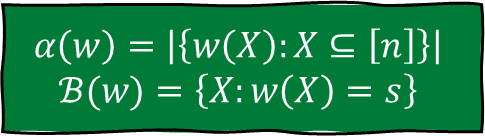 α(w) = |{w(X): X ⊆ [n]}|
ℬ(w) = {X: w(X) = s}